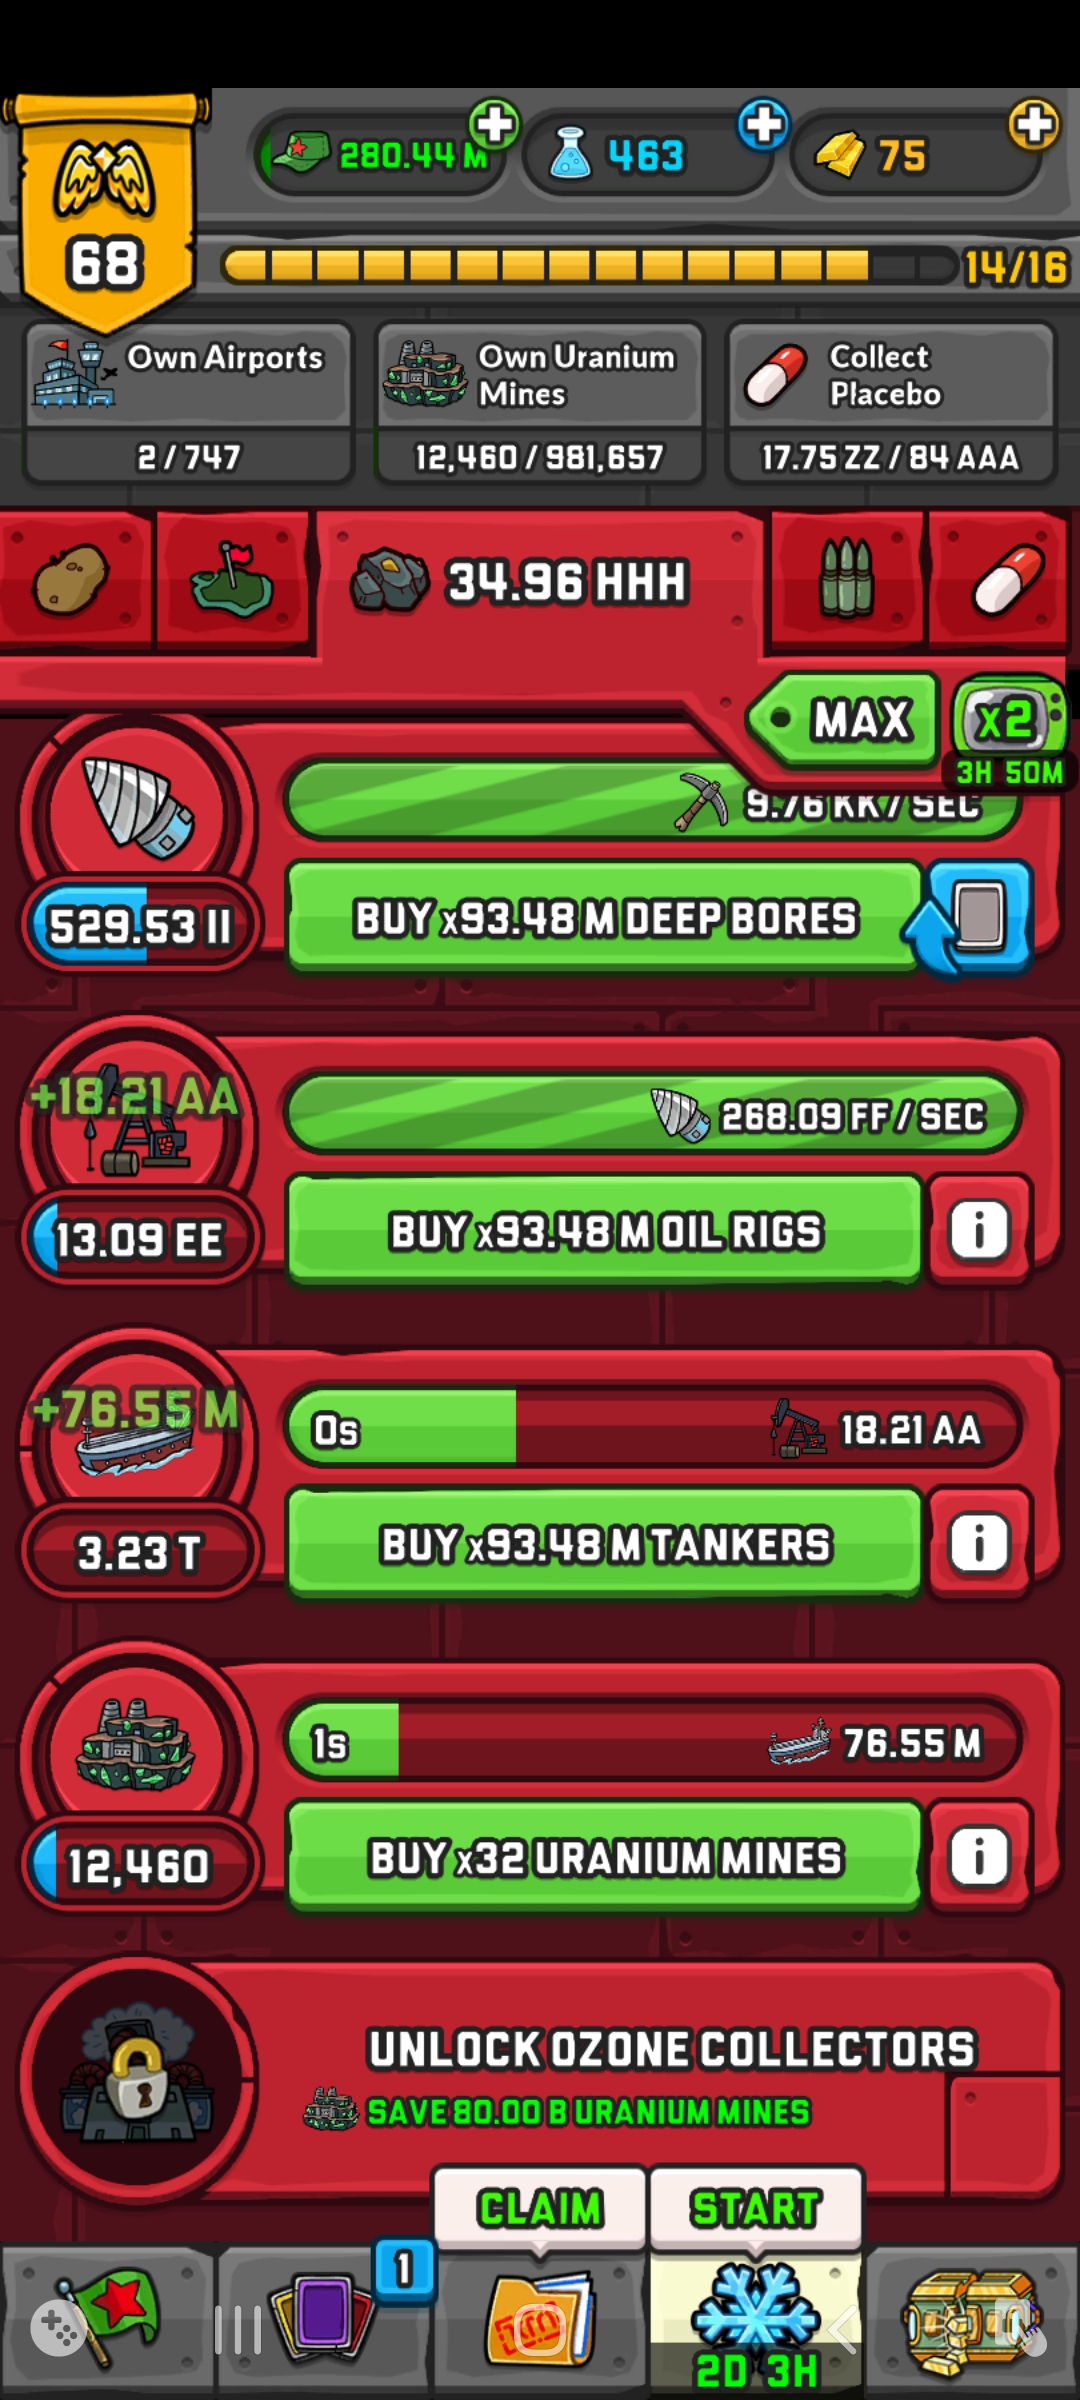 280.44 M
463
75
68
14/16
Own Airports
2 / 747
Own Uranium
Mines
12,460 / 981,657
Collect
Placebo
17.75 ZZ / 84 AAA
34.96 HHH
MAX
x2
3H 50M
9.76 KK / SEC
529.53 II
BUY x93.48 M DEEP BORES
+18.21 AA
268.09 FF / SEC
13.09 EE
BUY x93.48 M OIL RIGS
i
+76.55 M
0s
18.21 AA
3.23 T
BUY x93.48 M TANKERS
i
1s
76.55 M
12,460
BUY x32 URANIUM MINES
i
UNLOCK OZONE COLLECTORS
SAVE 80.00 B URANIUM MINES
CLAIM
START
1
2D 3H